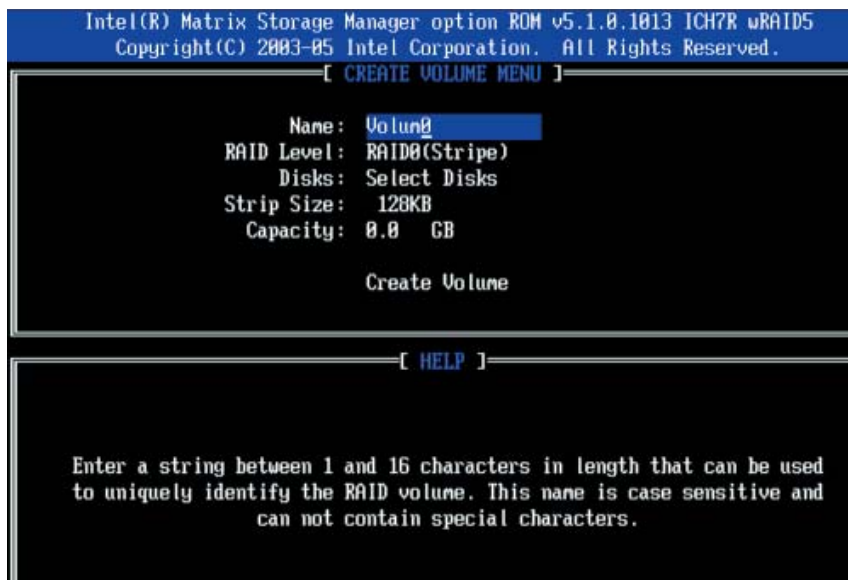 Intel(R) Matrix Storage Manager option ROM v5.1.0.1013 ICH7R wRAID5
Copyright(C) 2003-05 Intel Corporation. All Rights Reserved.
[ CREATE VOLUME MENU ]
Name: Volum0
RAID Level: RAID0(Stripe)
Disks: Select Disks
Strip Size: 128KB
Capacity: 0.0 GB
Create Volume
[ HELP ]
Enter a string between 1 and 16 characters in length that can be used
to uniquely identify the RAID volume. This name is case sensitive and
can not contain special characters.